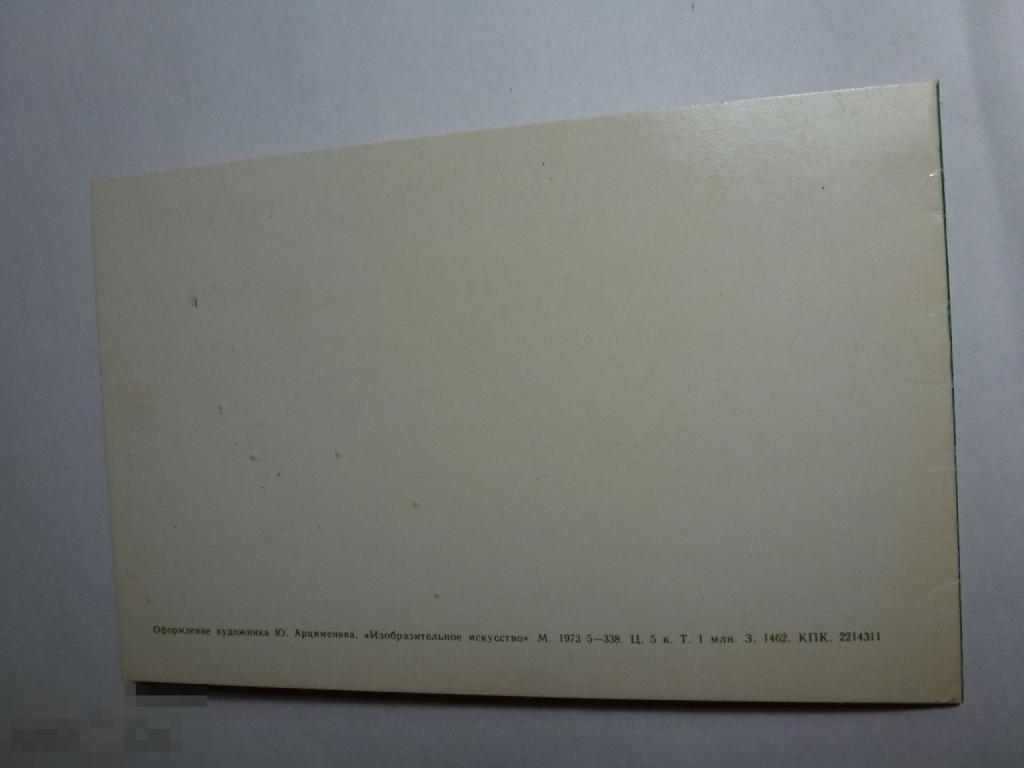 Оформление художника Ю. Арцименева. «Изобразительное искусство» М. 1973 5—338. Ц. 5 к. Т. 1 млн. З. 1462. КПК. 2214311